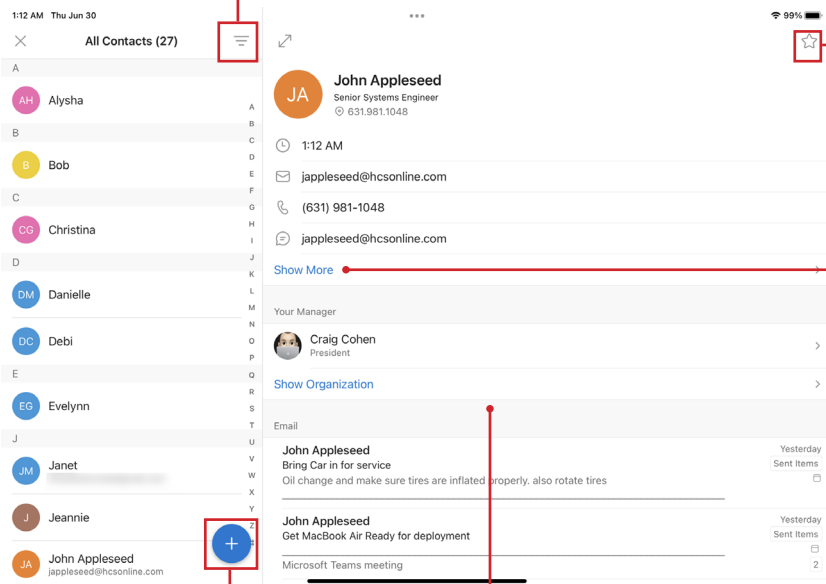 1:12 AM Thu Jun 30
99%
All Contacts (27)
A
AH Alysha
B
B Bob
C
CG Christina
D
DM Danielle
DC Debi
E
EG Evelynn
J
JM Janet
J Jeannie
JA John Appleseed
jappleseed@hcsonline.com
A
B
C
D
E
F
G
H
I
J
K
L
M
N
O
P
Q
R
S
T
U
V
W
X
Y
Z
#
JA
John Appleseed
Senior Systems Engineer
631.981.1048
1:12 AM
jappleseed@hcsonline.com
(631) 981-1048
jappleseed@hcsonline.com
Show More
Your Manager
Craig Cohen
President
Show Organization
Email
John Appleseed Yesterday
Bring Car in for service Sent Items
Oil change and make sure tires are inflated properly. also rotate tires
John Appleseed Yesterday
Get MacBook Air Ready for deployment Sent Items
Microsoft Teams meeting 2